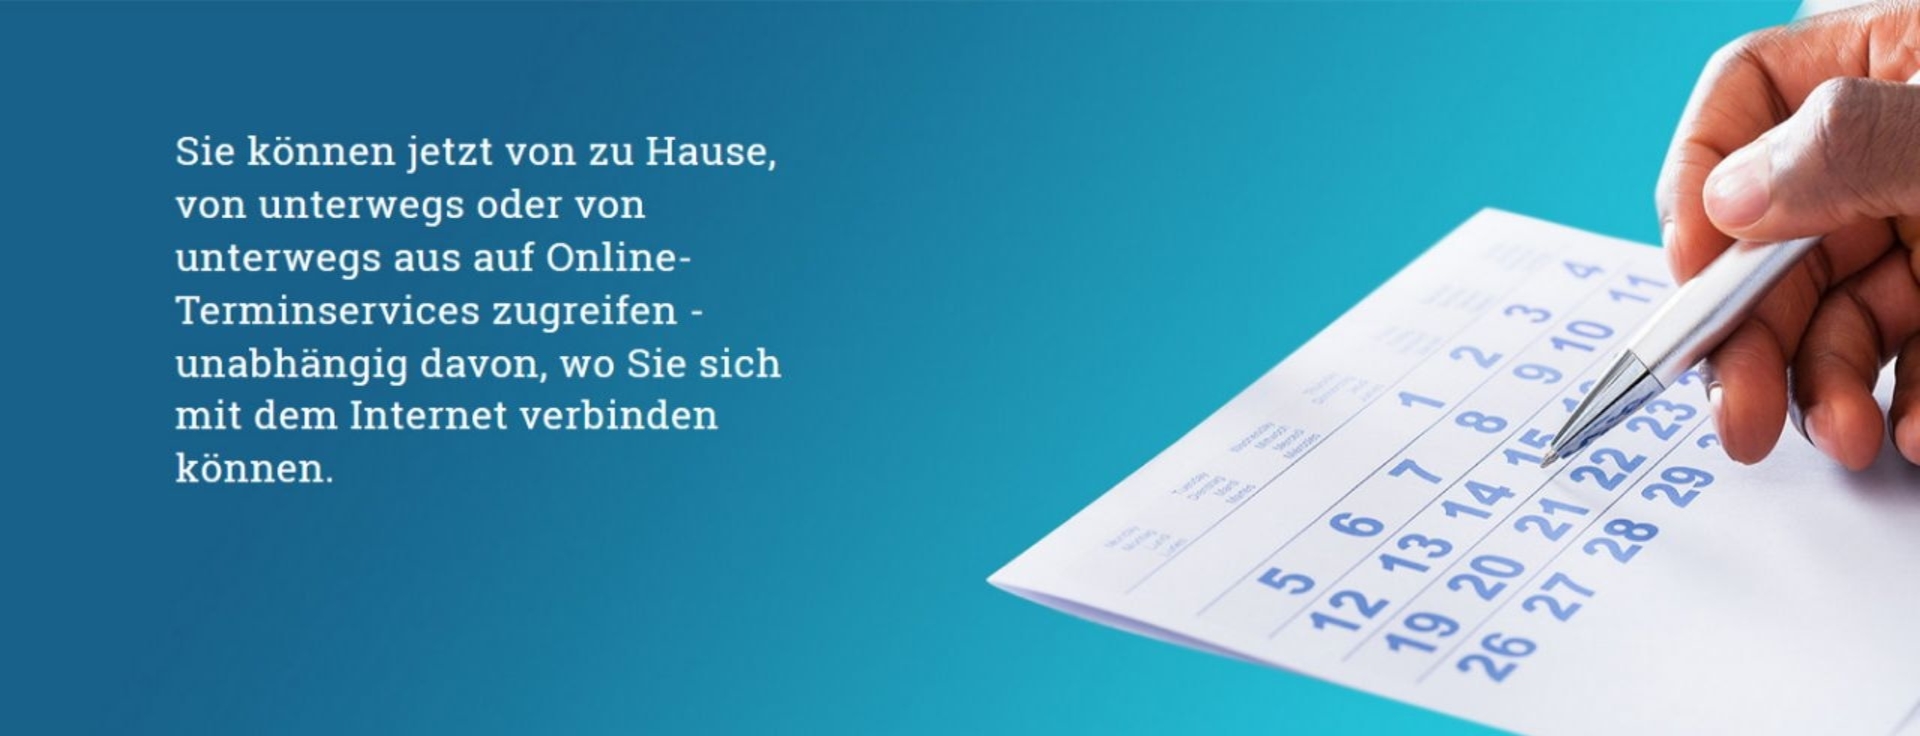 Sie können jetzt von zu Hause,
von unterwegs oder von
unterwegs aus auf Online-
Terminservices zugreifen -
unabhängig davon, wo Sie sich
mit dem Internet verbinden
können.
4 11
3 10
2 9
1 8 15 22 29
7 14 21 28
6 13 20 27
5 12 19 26
23